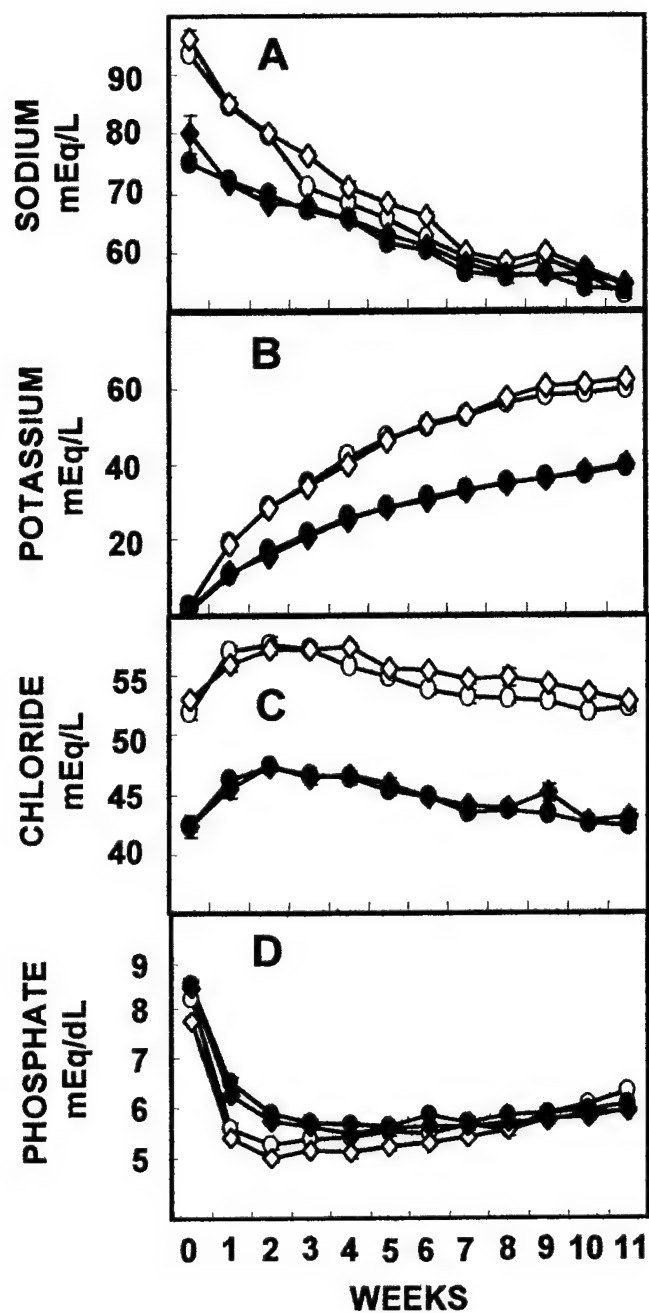 A
SODIUM
mEq/L
90
80
70
60
B
POTASSIUM
mEq/L
60
40
20
C
CHLORIDE
mEq/L
55
50
45
40
D
PHOSPHATE
mEq/dL
9
8
7
6
5
0 1 2 3 4 5 6 7 8 9 10 11
WEEKS